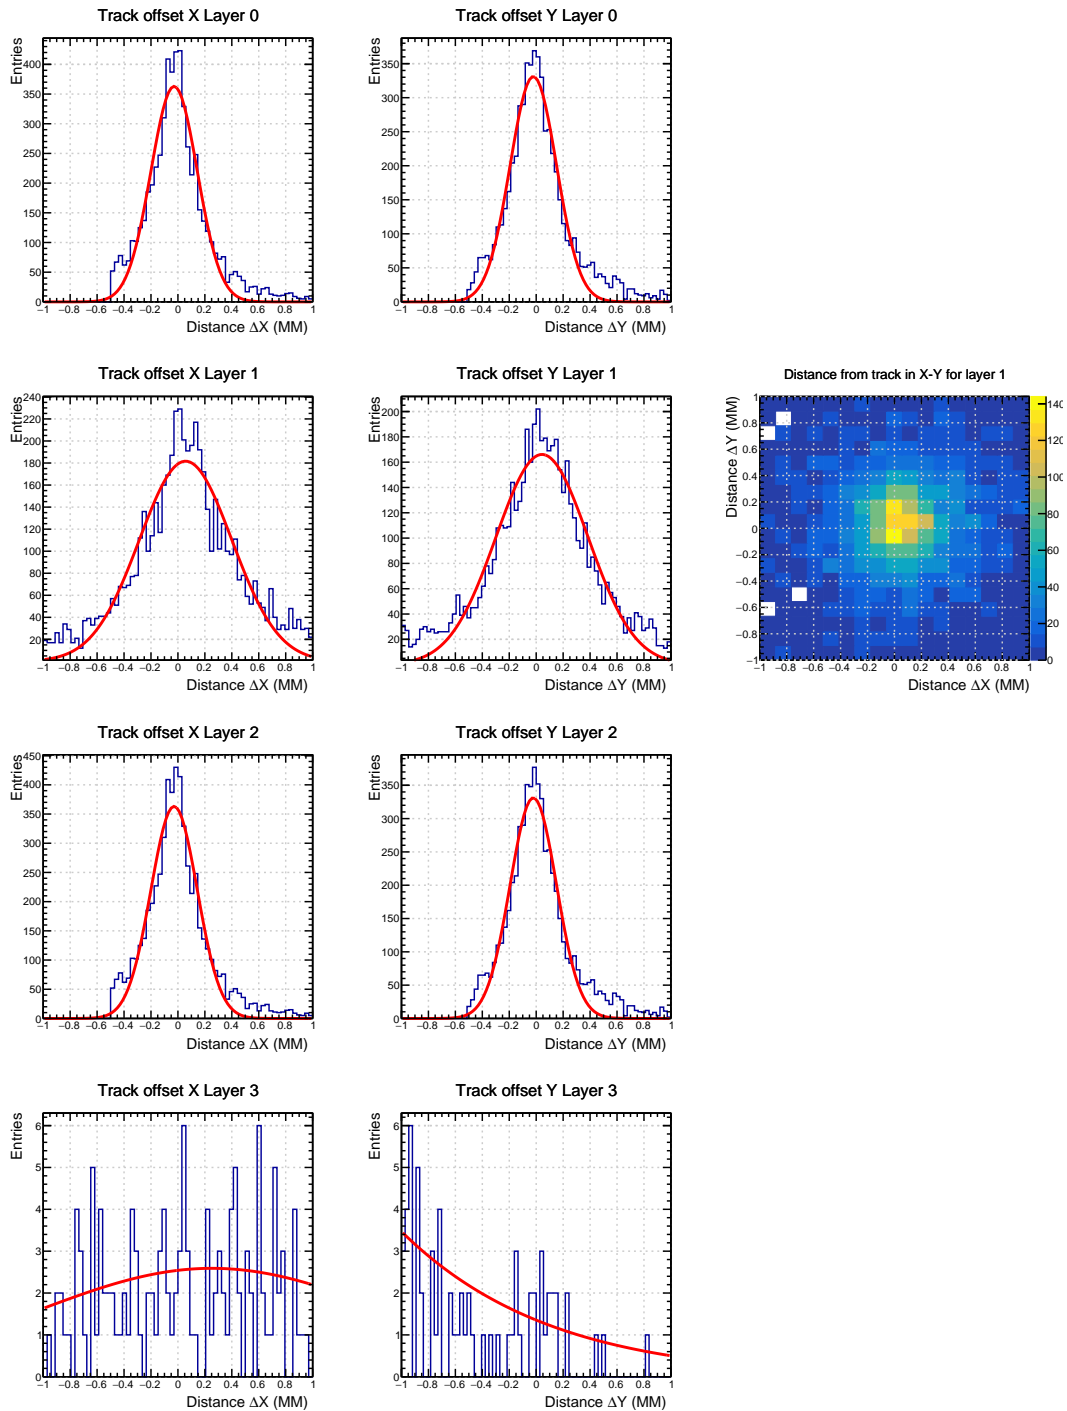 Track offset X Layer 0
Entries
400
350
300
250
200
150
100
50
0
−1 −0.8 −0.6 −0.4 −0.2 0 0.2 0.4 0.6 0.8 1
Distance ΔX (MM)
Track offset Y Layer 0
Entries
350
300
250
200
150
100
50
0
−1 −0.8 −0.6 −0.4 −0.2 0 0.2 0.4 0.6 0.8 1
Distance ΔY (MM)
Track offset X Layer 1
Entries
240
220
200
180
160
140
120
100
80
60
40
20
−1 −0.8 −0.6 −0.4 −0.2 0 0.2 0.4 0.6 0.8 1
Distance ΔX (MM)
Track offset Y Layer 1
Entries
200
180
160
140
120
100
80
60
40
20
−1 −0.8 −0.6 −0.4 −0.2 0 0.2 0.4 0.6 0.8 1
Distance ΔY (MM)
Distance from track in X-Y for layer 1
Distance ΔY (MM)
1
0.8
0.6
0.4
0.2
0
−0.2
−0.4
−0.6
−0.8
−1
−1 −0.8 −0.6 −0.4 −0.2 0 0.2 0.4 0.6 0.8 1
Distance ΔX (MM)
120
100
80
60
40
20
0
Track offset X Layer 2
Entries
450
400
350
300
250
200
150
100
50
0
−1 −0.8 −0.6 −0.4 −0.2 0 0.2 0.4 0.6 0.8 1
Distance ΔX (MM)
Track offset Y Layer 2
Entries
350
300
250
200
150
100
50
0
−1 −0.8 −0.6 −0.4 −0.2 0 0.2 0.4 0.6 0.8 1
Distance ΔY (MM)
Track offset X Layer 3
Entries
6
5
4
3
2
1
0
−1 −0.8 −0.6 −0.4 −0.2 0 0.2 0.4 0.6 0.8 1
Distance ΔX (MM)
Track offset Y Layer 3
Entries
6
5
4
3
2
1
0
−1 −0.8 −0.6 −0.4 −0.2 0 0.2 0.4 0.6 0.8 1
Distance ΔY (MM)